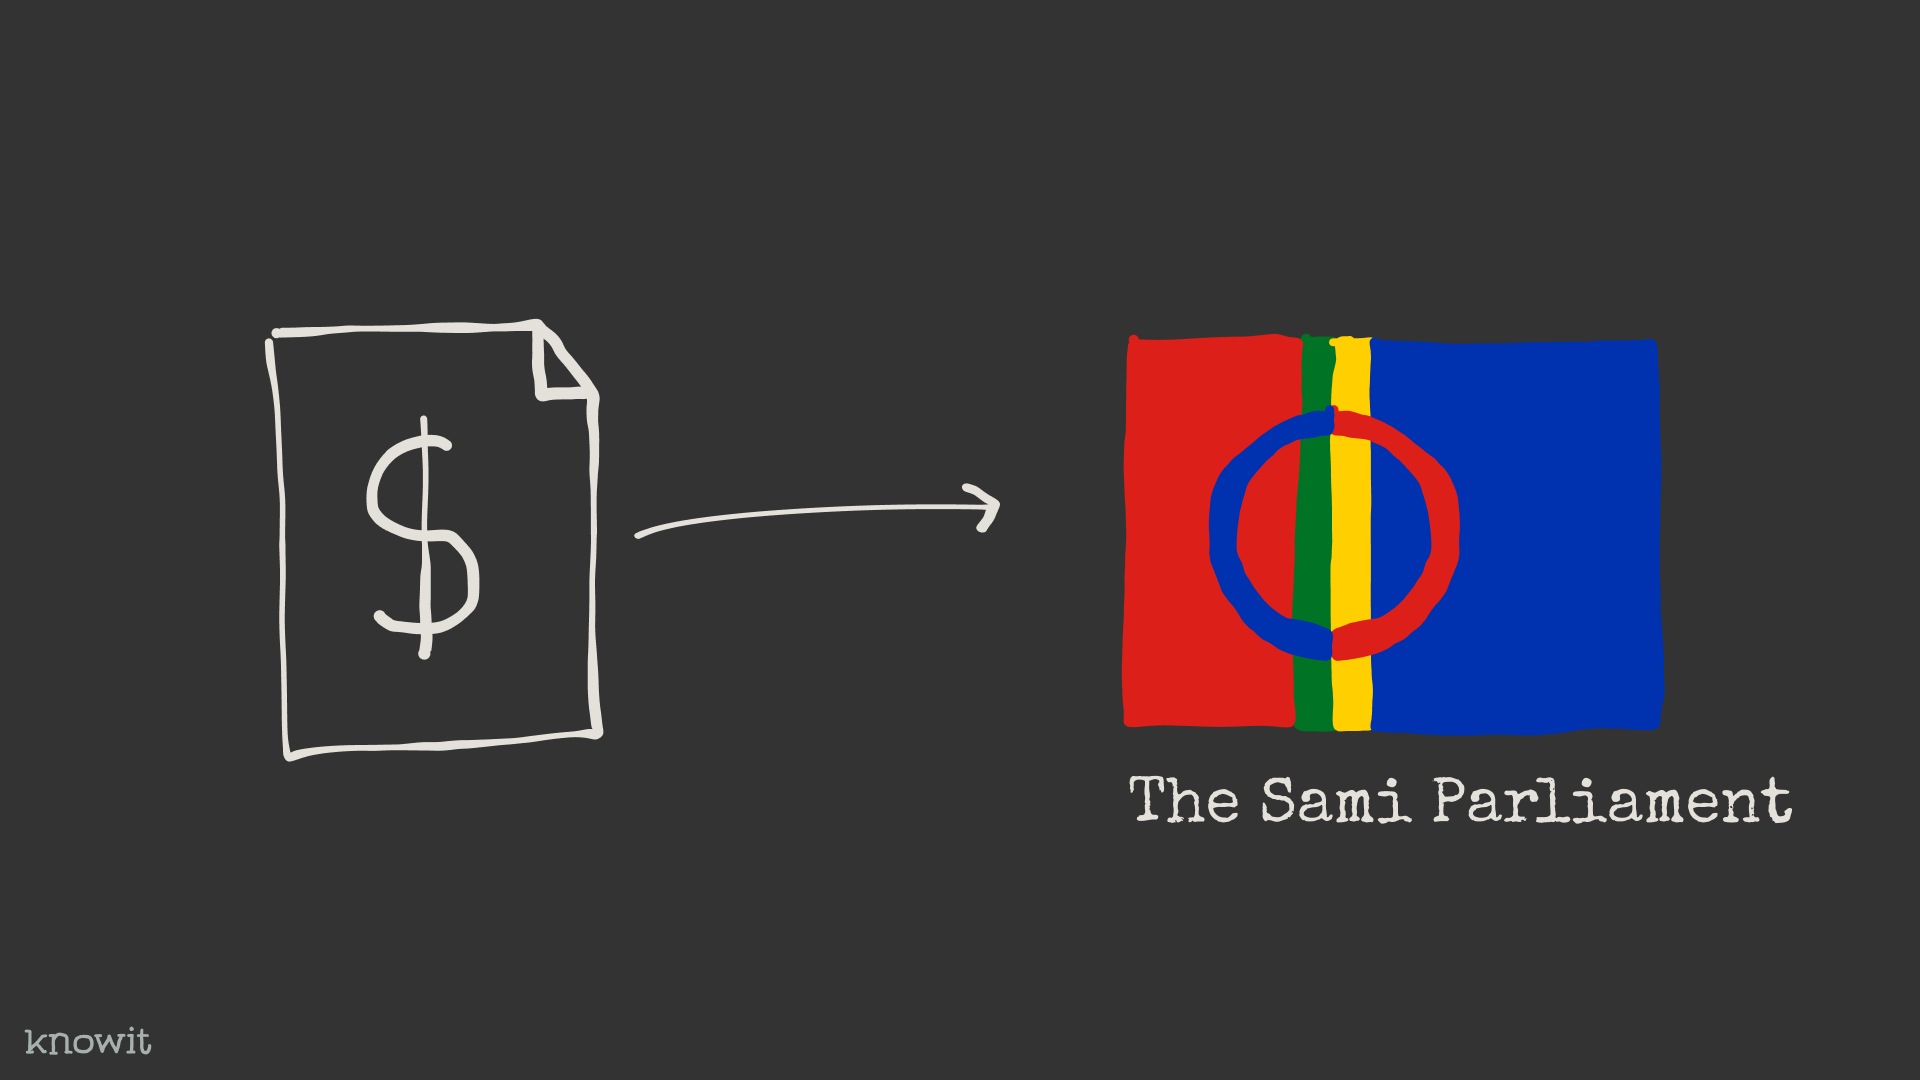 $
The Sami Parliament
knowit